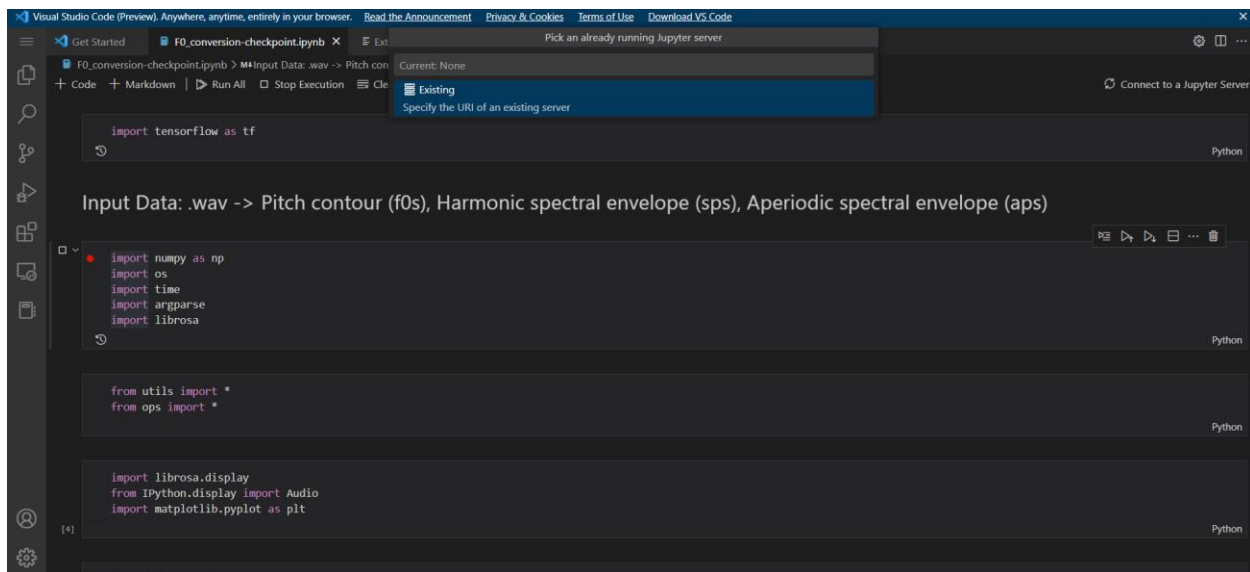 Visual Studio Code (Preview). Anywhere, anytime, entirely in your browser. Read the Announcement Privacy & Cookies Terms of Use Download VS Code
Get Started F0_conversion-checkpoint.ipynb Ext
Pick an already running Jupyter server
F0_conversion-checkpoint.ipynb > M↓Input Data: .wav -> Pitch con
Current: None
+ Code + Markdown | Run All Stop Execution Cle
Existing
Specify the URI of an existing server
Connect to a Jupyter Server
import tensorflow as tf
Python
Input Data: .wav -> Pitch contour (f0s), Harmonic spectral envelope (sps), Aperiodic spectral envelope (aps)
import numpy as np
import os
import time
import argparse
import librosa
Python
from utils import *
from ops import *
Python
import librosa.display
from IPython.display import Audio
import matplotlib.pyplot as plt
[4]
Python